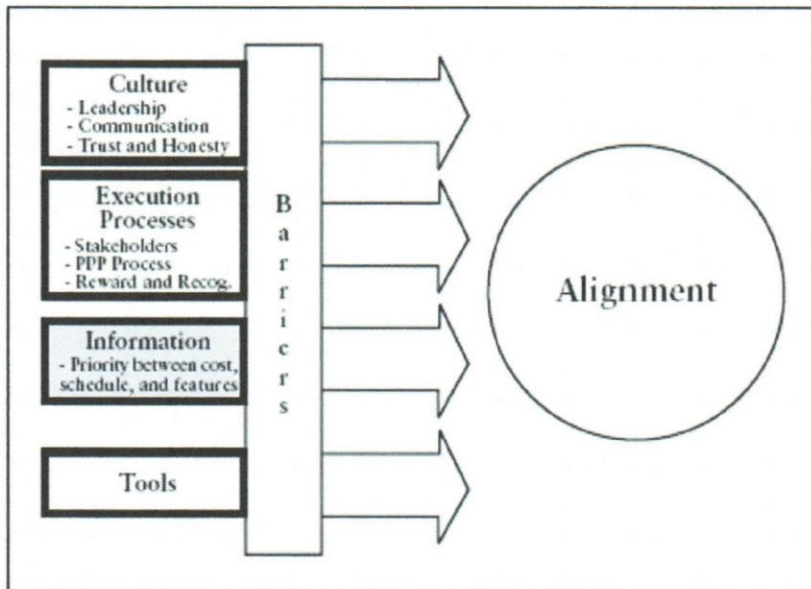 Culture
- Leadership
- Communication
- Trust and Honesty
Execution
Processes
- Stakeholders
- PPP Process
- Reward and Recog.
Information
- Priority between cost,
schedule, and features
Tools
Barriers
Alignment